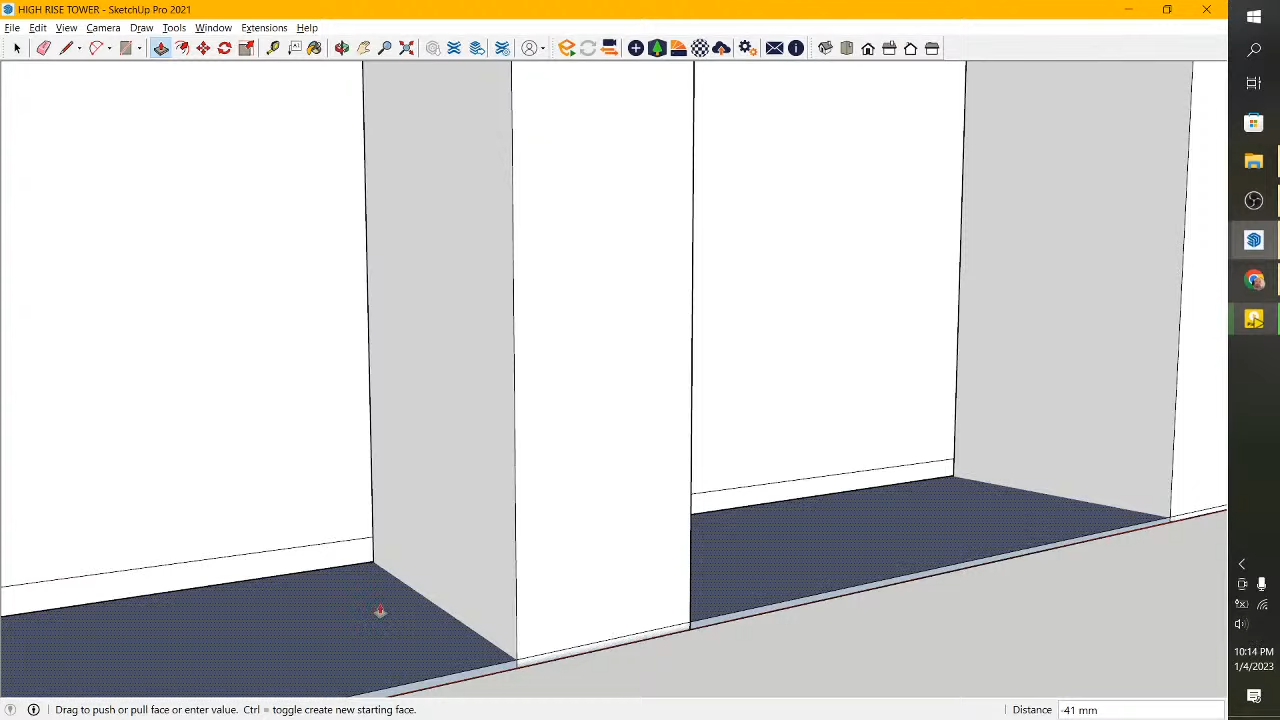 HIGH RISE TOWER - SketchUp Pro 2021
File Edit View Camera Draw Tools Window Extensions Help
Drag to push or pull face or enter value. Ctrl = toggle create new starting face.
Distance -41 mm
10:14 PM
1/4/2023